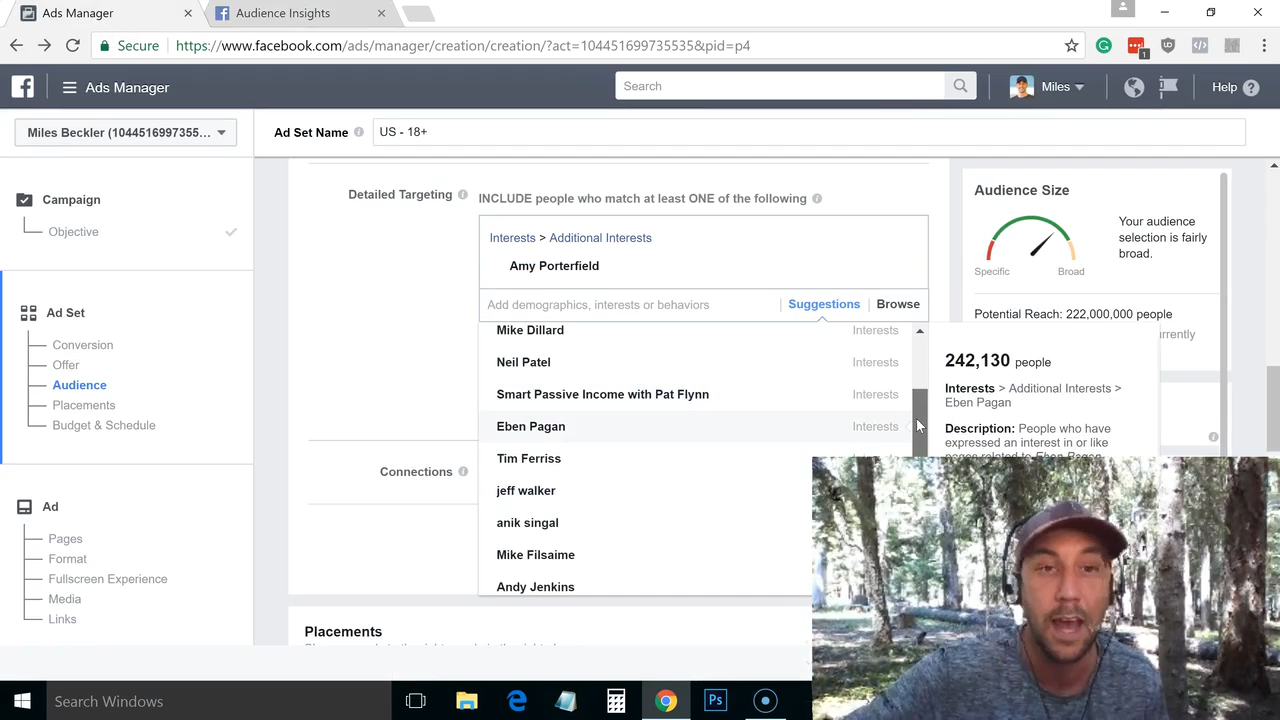 Ads Manager
Audience Insights
Secure
https://www.facebook.com/ads/manager/creation/creation/?act=104451699735535&pid=p4
Ads Manager
Search
Miles
Help
Miles Beckler (1044516997355...
Ad Set Name
US - 18+
Campaign
Objective
Ad Set
Conversion
Offer
Audience
Placements
Budget & Schedule
Ad
Pages
Format
Fullscreen Experience
Media
Links
Detailed Targeting
INCLUDE people who match at least ONE of the following
Interests > Additional Interests
Amy Porterfield
Add demographics, interests or behaviors
Suggestions
Browse
Mike Dillard Interests
Neil Patel Interests
Smart Passive Income with Pat Flynn Interests
Eben Pagan Interests
Tim Ferriss
jeff walker
anik singal
Mike Filsaime
Andy Jenkins
Connections
Placements
Audience Size
Your audience
selection is fairly
broad.
Specific
Broad
Potential Reach: 222,000,000 people
242,130 people
Interests > Additional Interests >
Eben Pagan
Description: People who have
expressed an interest in or like
pages related to Eben Pagan
Search Windows
Ps